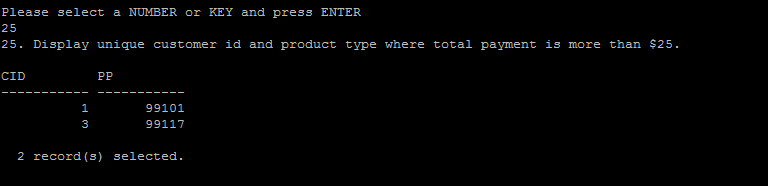 Please select a NUMBER or KEY and press ENTER
25
25. Display unique customer id and product type where total payment is more than $25.
CID PP
----------- -----------
1 99101
3 99117
2 record(s) selected.